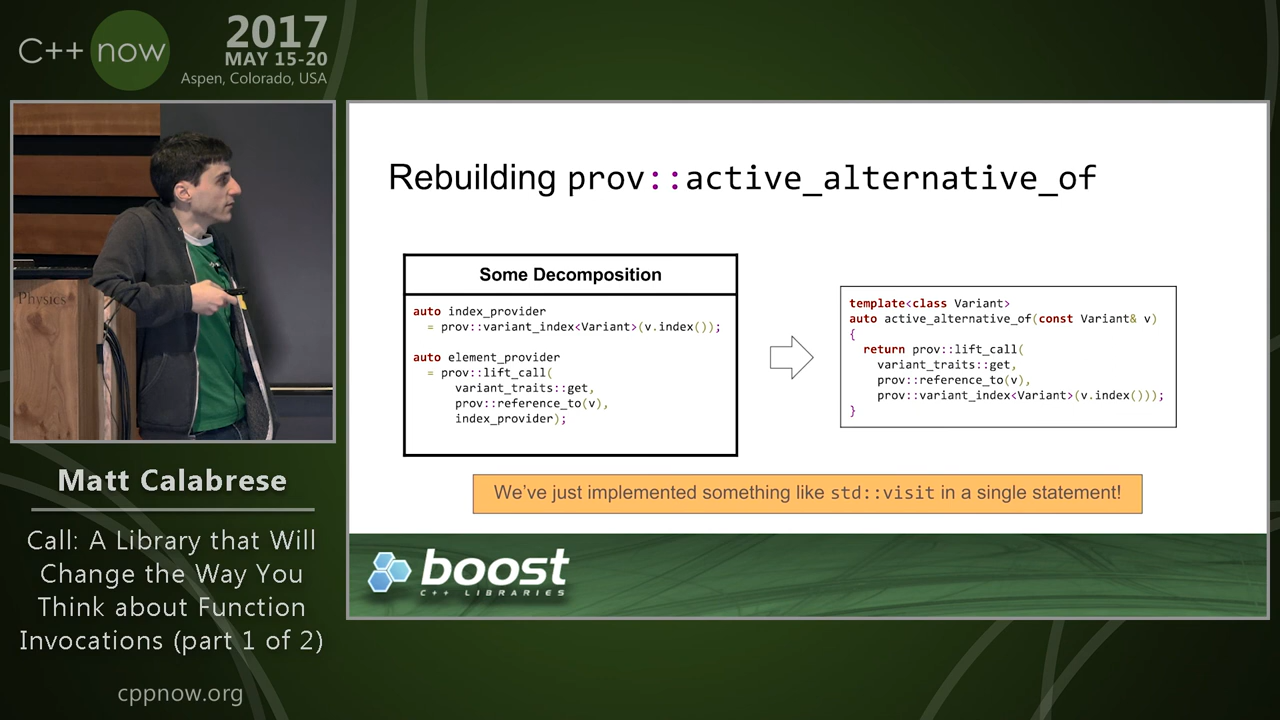 C++ now
2017
MAY 15-20
Aspen, Colorado, USA
Physics
Matt Calabrese
Call: A Library that Will
Change the Way You
Think about Function
Invocations (part 1 of 2)
cppnow.org
Rebuilding prov::active_alternative_of
Some Decomposition
auto index_provider
= prov::variant_index<Variant>(v.index());
auto element_provider
= prov::lift_call(
variant_traits::get,
prov::reference_to(v),
index_provider);
template<class Variant>
auto active_alternative_of(const Variant& v)
{
return prov::lift_call(
variant_traits::get,
prov::reference_to(v),
prov::variant_index<Variant>(v.index()));
}
We've just implemented something like std::visit in a single statement!
boost
C++ LIBRARIES